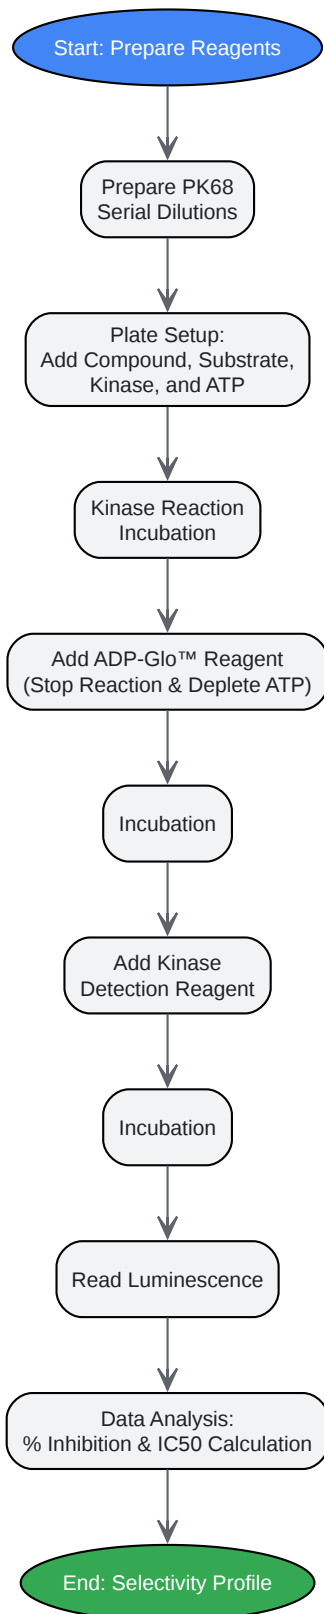 Start: Prepare Reagents
Prepare PK68
Serial Dilutions
Plate Setup:
Add Compound, Substrate,
Kinase, and ATP
Kinase Reaction
Incubation
Add ADP-Glo™ Reagent
(Stop Reaction & Deplete ATP)
Incubation
Add Kinase
Detection Reagent
Incubation
Read Luminescence
Data Analysis:
% Inhibition & IC50 Calculation
End: Selectivity Profile